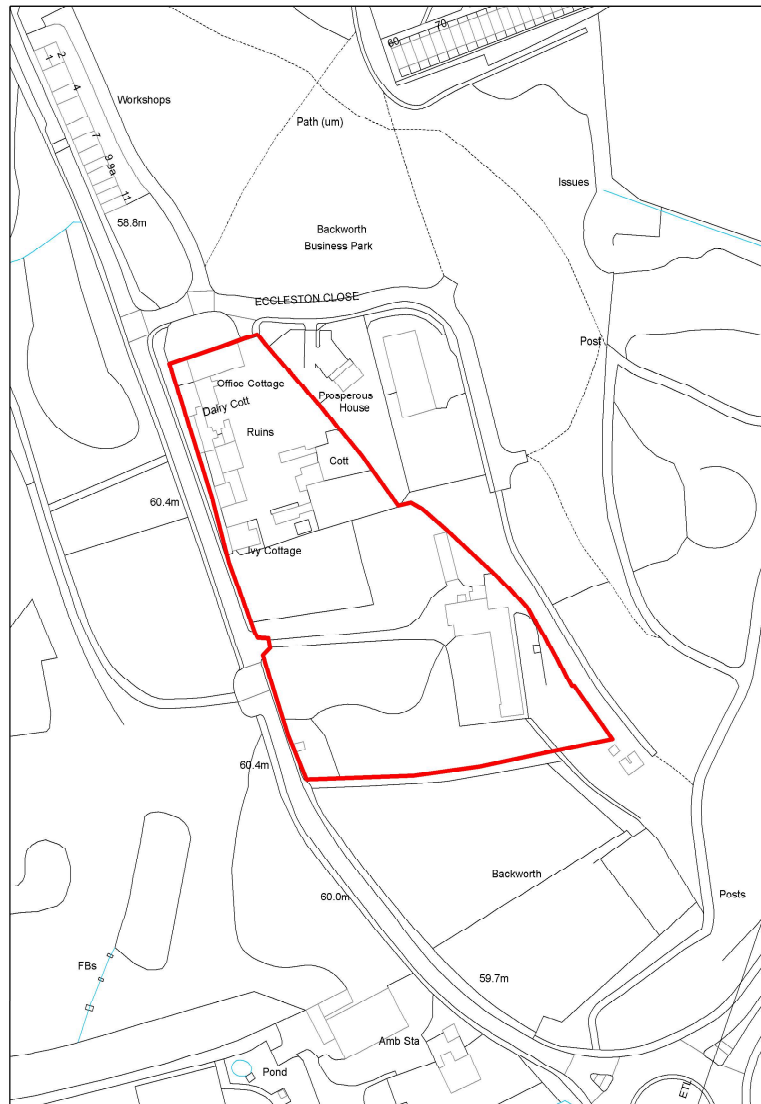 60
70
1
2
4
7
9
9a
11
Workshops
Path (um)
Issues
58.8m
Backworth
Business Park
ECCLESTON CLOSE
Post
Office Cottage
Dairy Cott
Prosperous
House
Ruins
Cott
60.4m
Ivy Cottage
60.4m
Backworth
60.0m
Posts
FBs
59.7m
Amb Sta
Pond
ETL